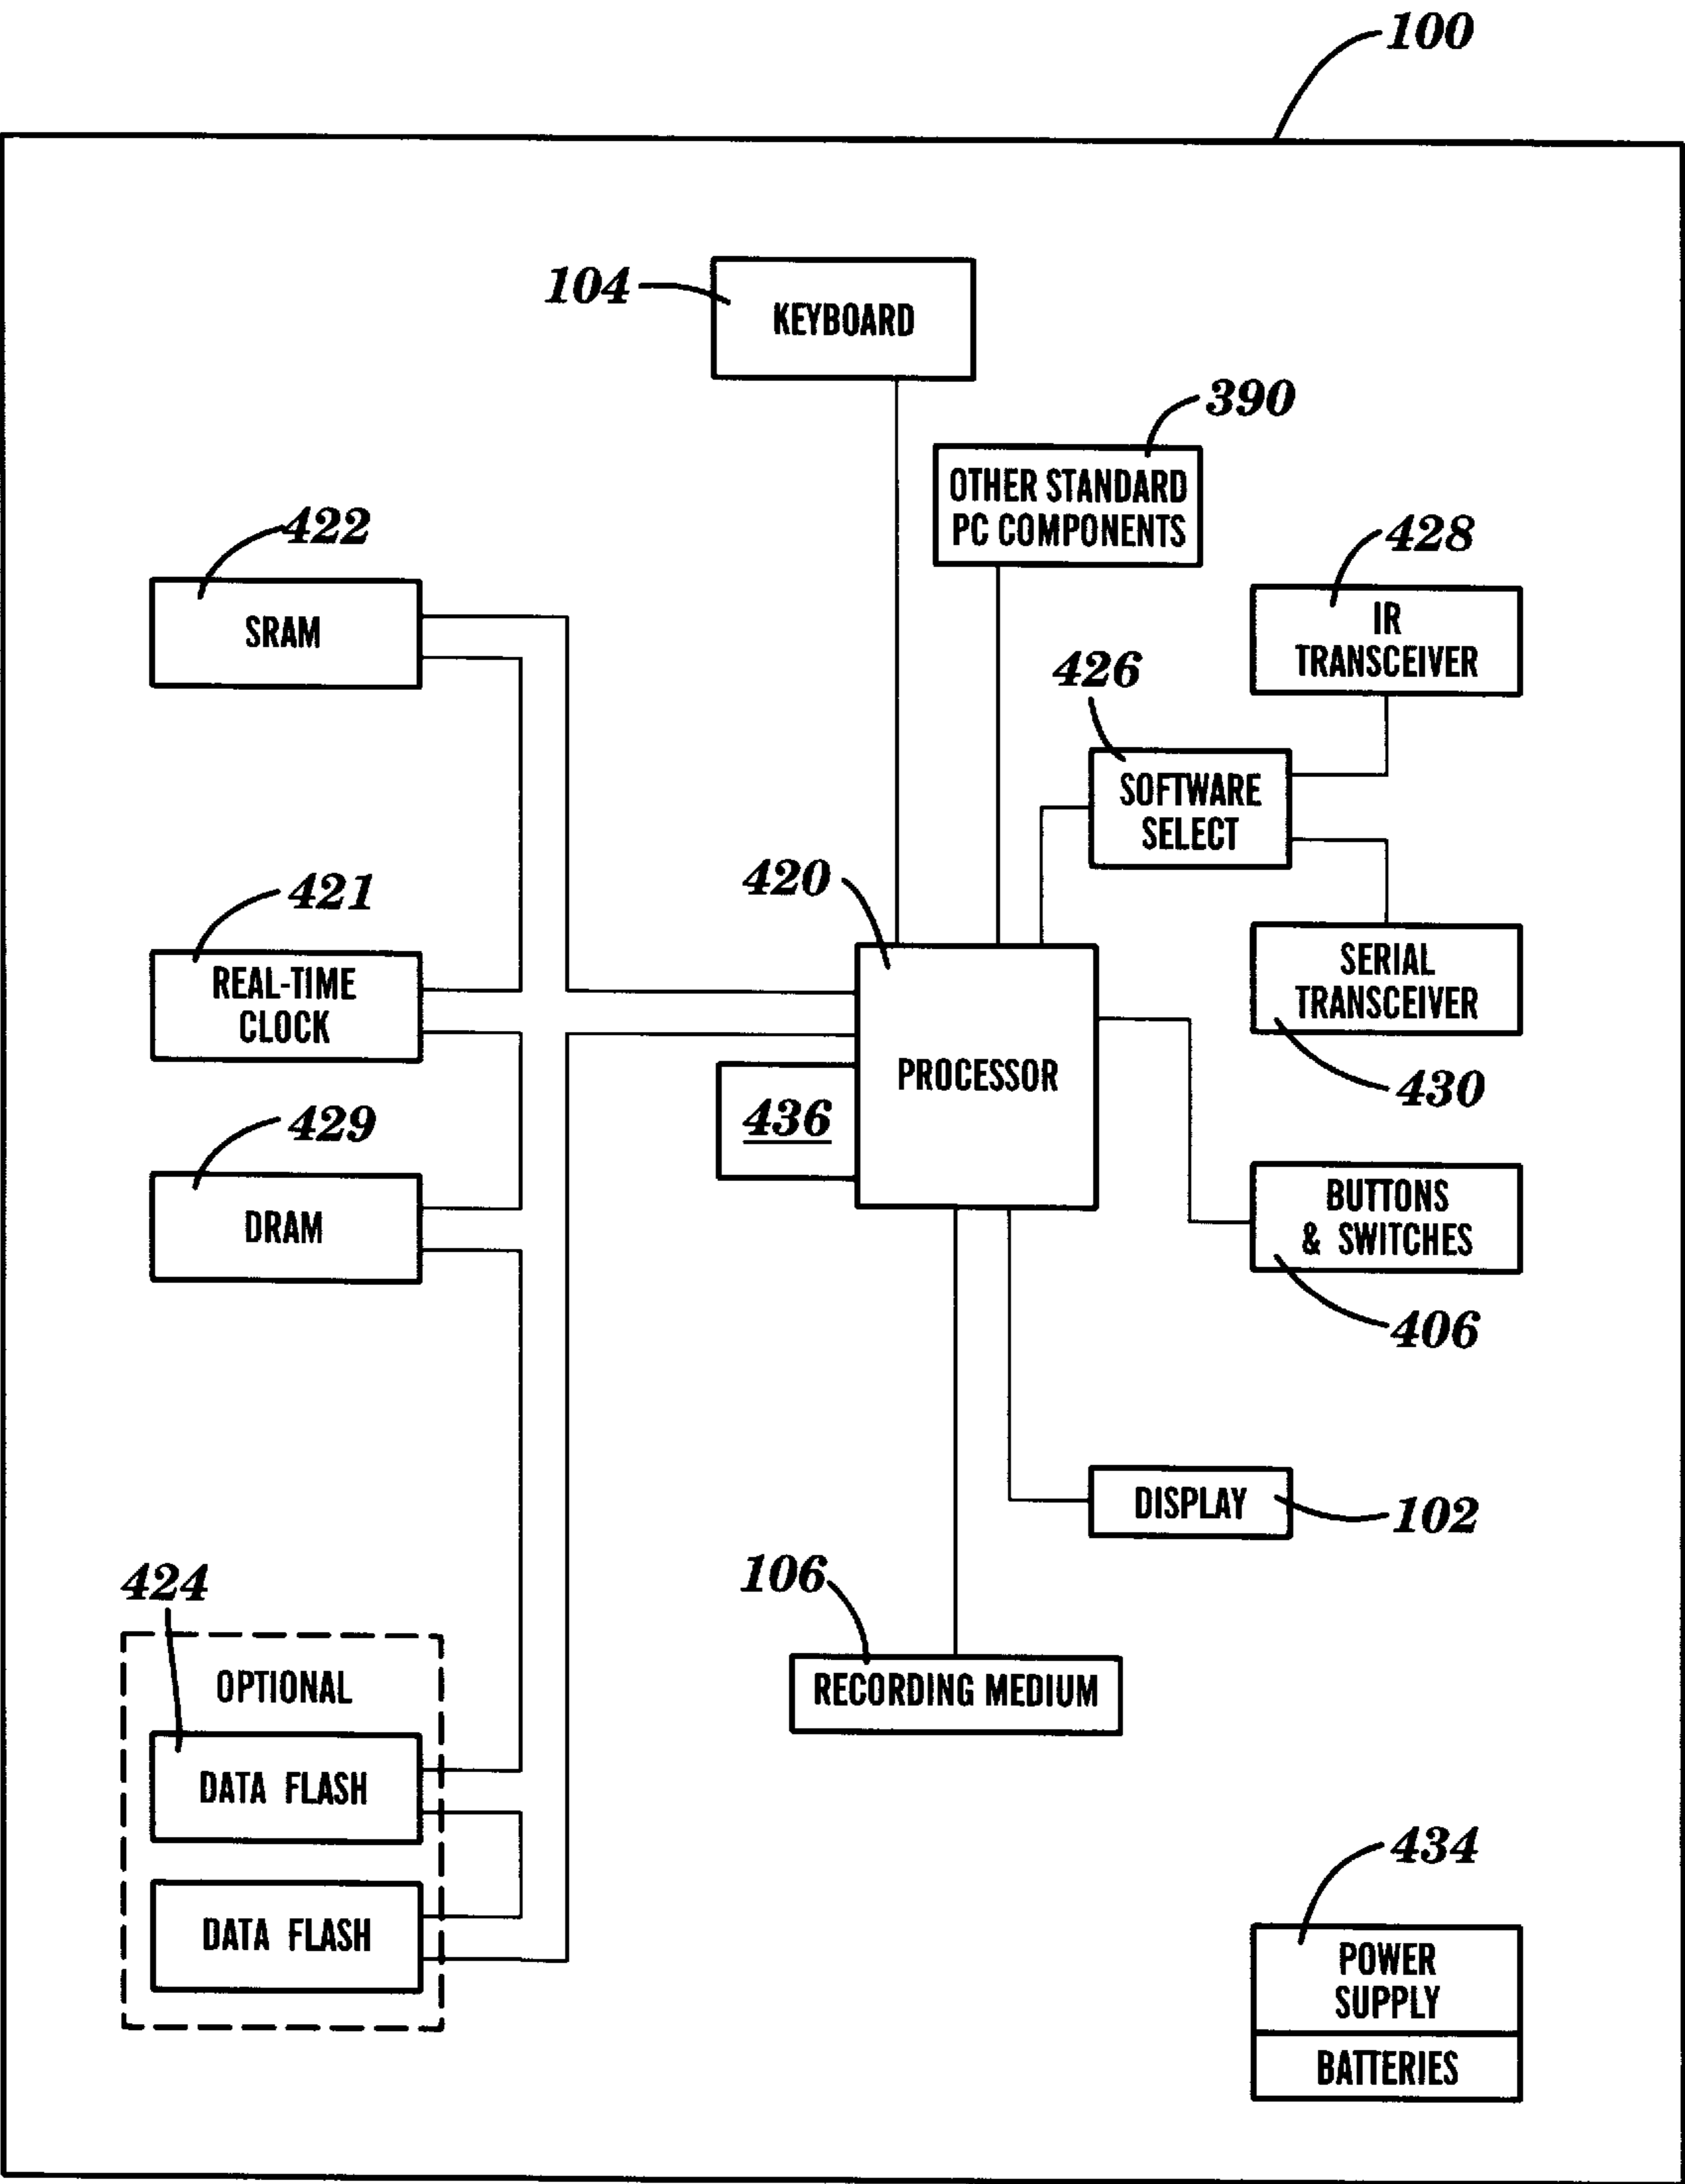 100
104
KEYBOARD
390
OTHER STANDARD
PC COMPONENTS
422
SRAM
428
IR
TRANSCEIVER
426
SOFTWARE
SELECT
421
REAL-TIME
CLOCK
420
PROCESSOR
SERIAL
TRANSCEIVER
430
436
429
DRAM
BUTTONS
& SWITCHES
406
DISPLAY
102
106
RECORDING MEDIUM
424
OPTIONAL
DATA FLASH
DATA FLASH
434
POWER
SUPPLY
BATTERIES